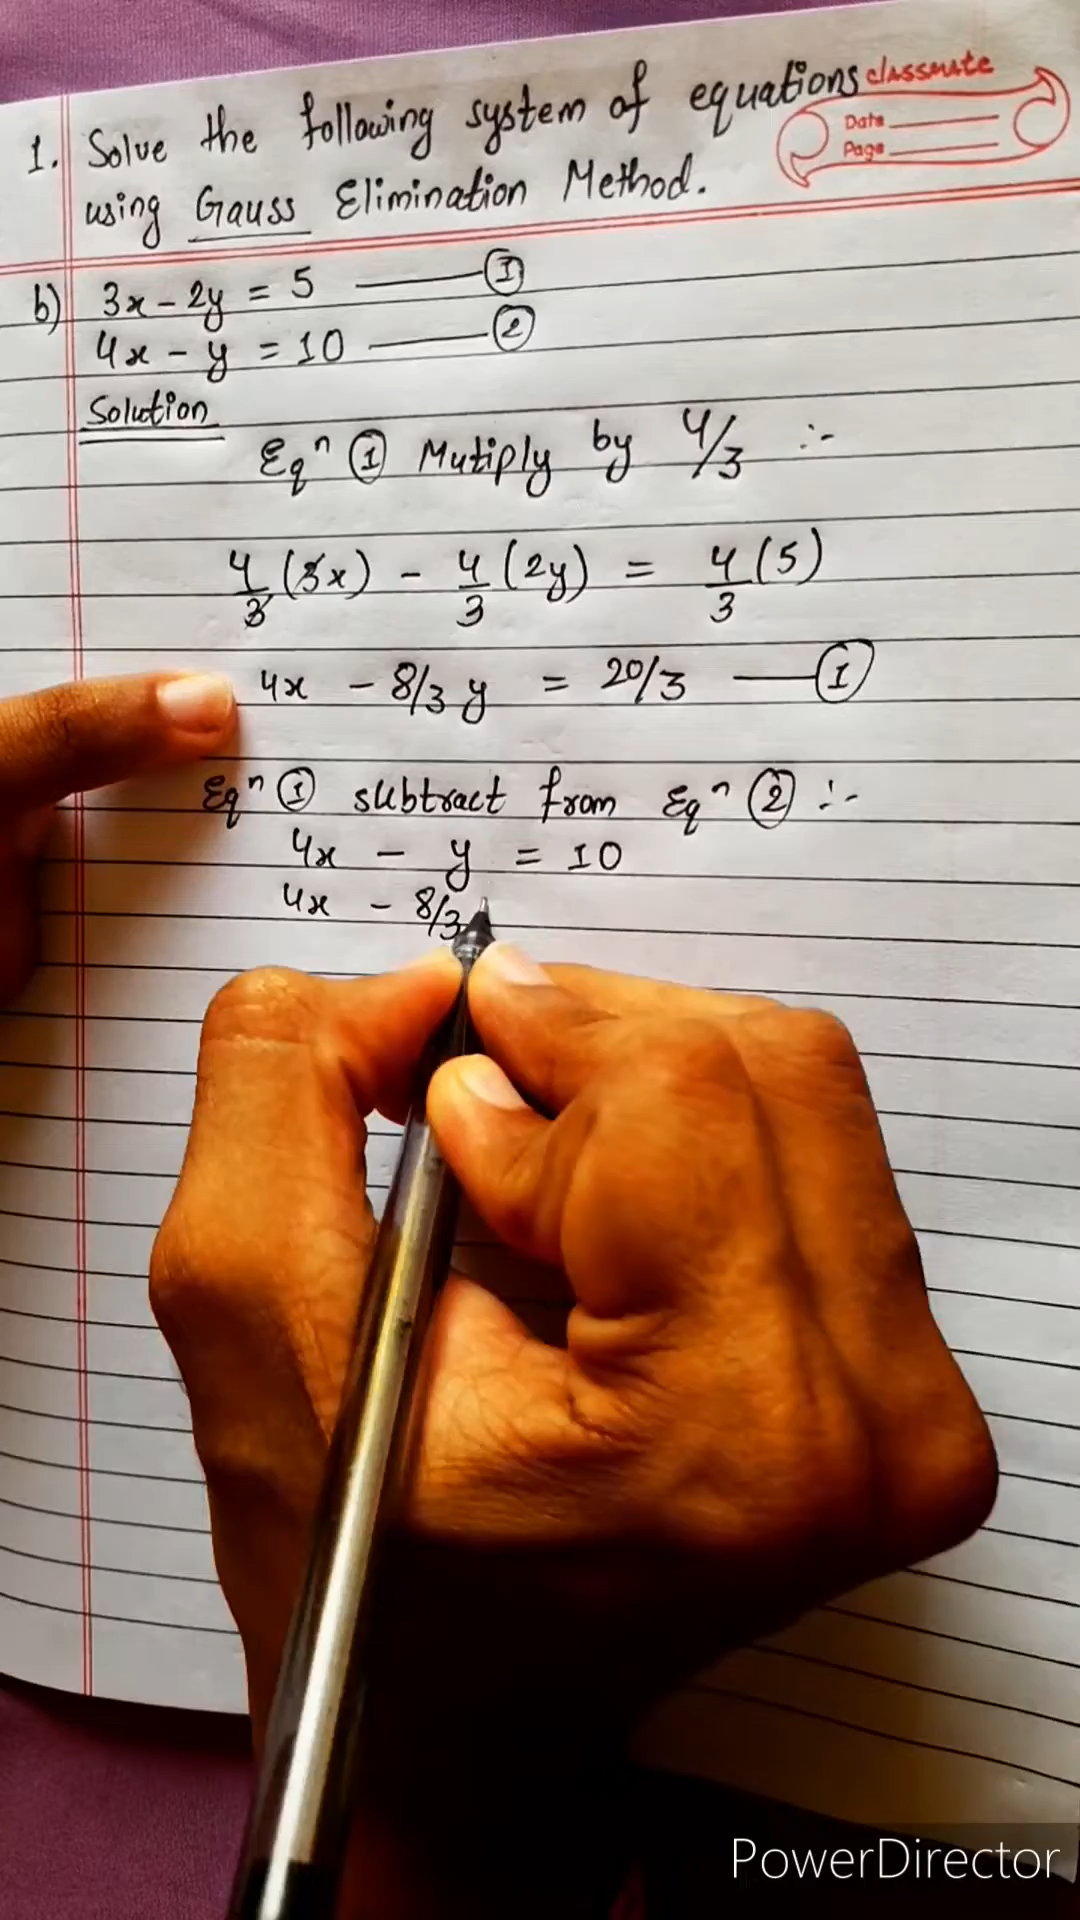 classmate
Date
Page
1. Solve the following system of equations
using Gauss Elimination Method.
b) 3x - 2y = 5 —— ①
4x - y = 10 —— ②
Solution
Eqⁿ ① Mutiply by 4/3 :-
4/3 (3x) - 4/3 (2y) = 4/3 (5)
4x - 8/3 y = 20/3 —— ①
Eqⁿ ① subtract from Eqⁿ ② :-
4x - y = 10
4x - 8/3
PowerDirector